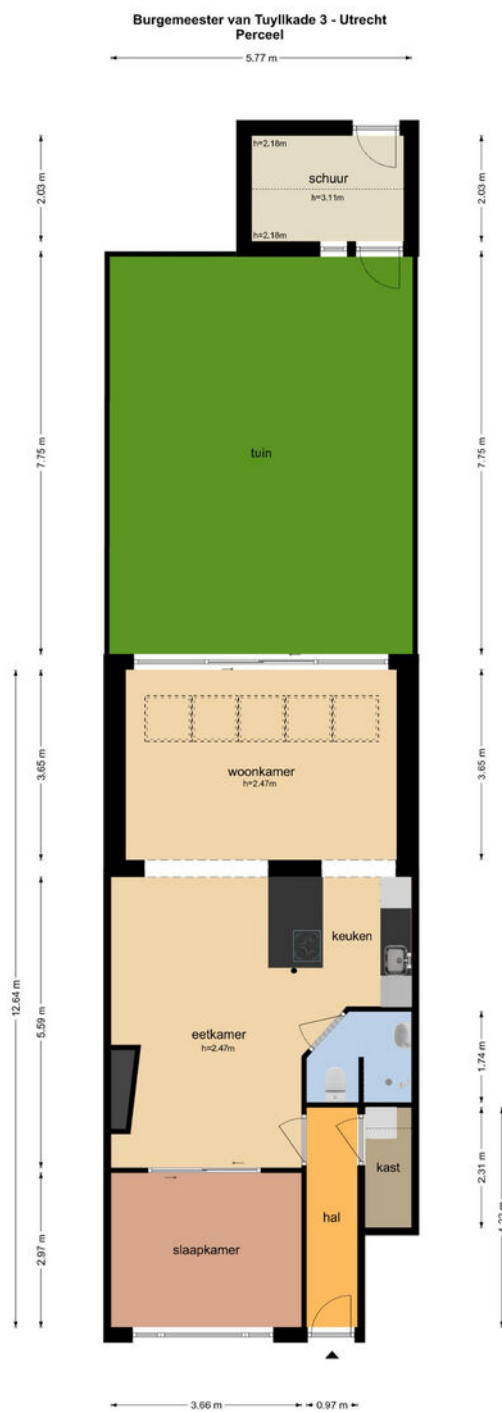 Burgemeester van Tuyllkade 3 - Utrecht
Perceel
5.77 m
h=2.18m
schuur
h=3.11m
h=2.18m
2.03 m
2.03 m
7.75 m
tuin
7.75 m
3.65 m
woonkamer
h=2.47m
3.65 m
12.64 m
5.59 m
keuken
eetkamer
h=2.47m
1.74 m
2.31 m
kast
hal
2.97 m
slaapkamer
3.66 m
0.97 m